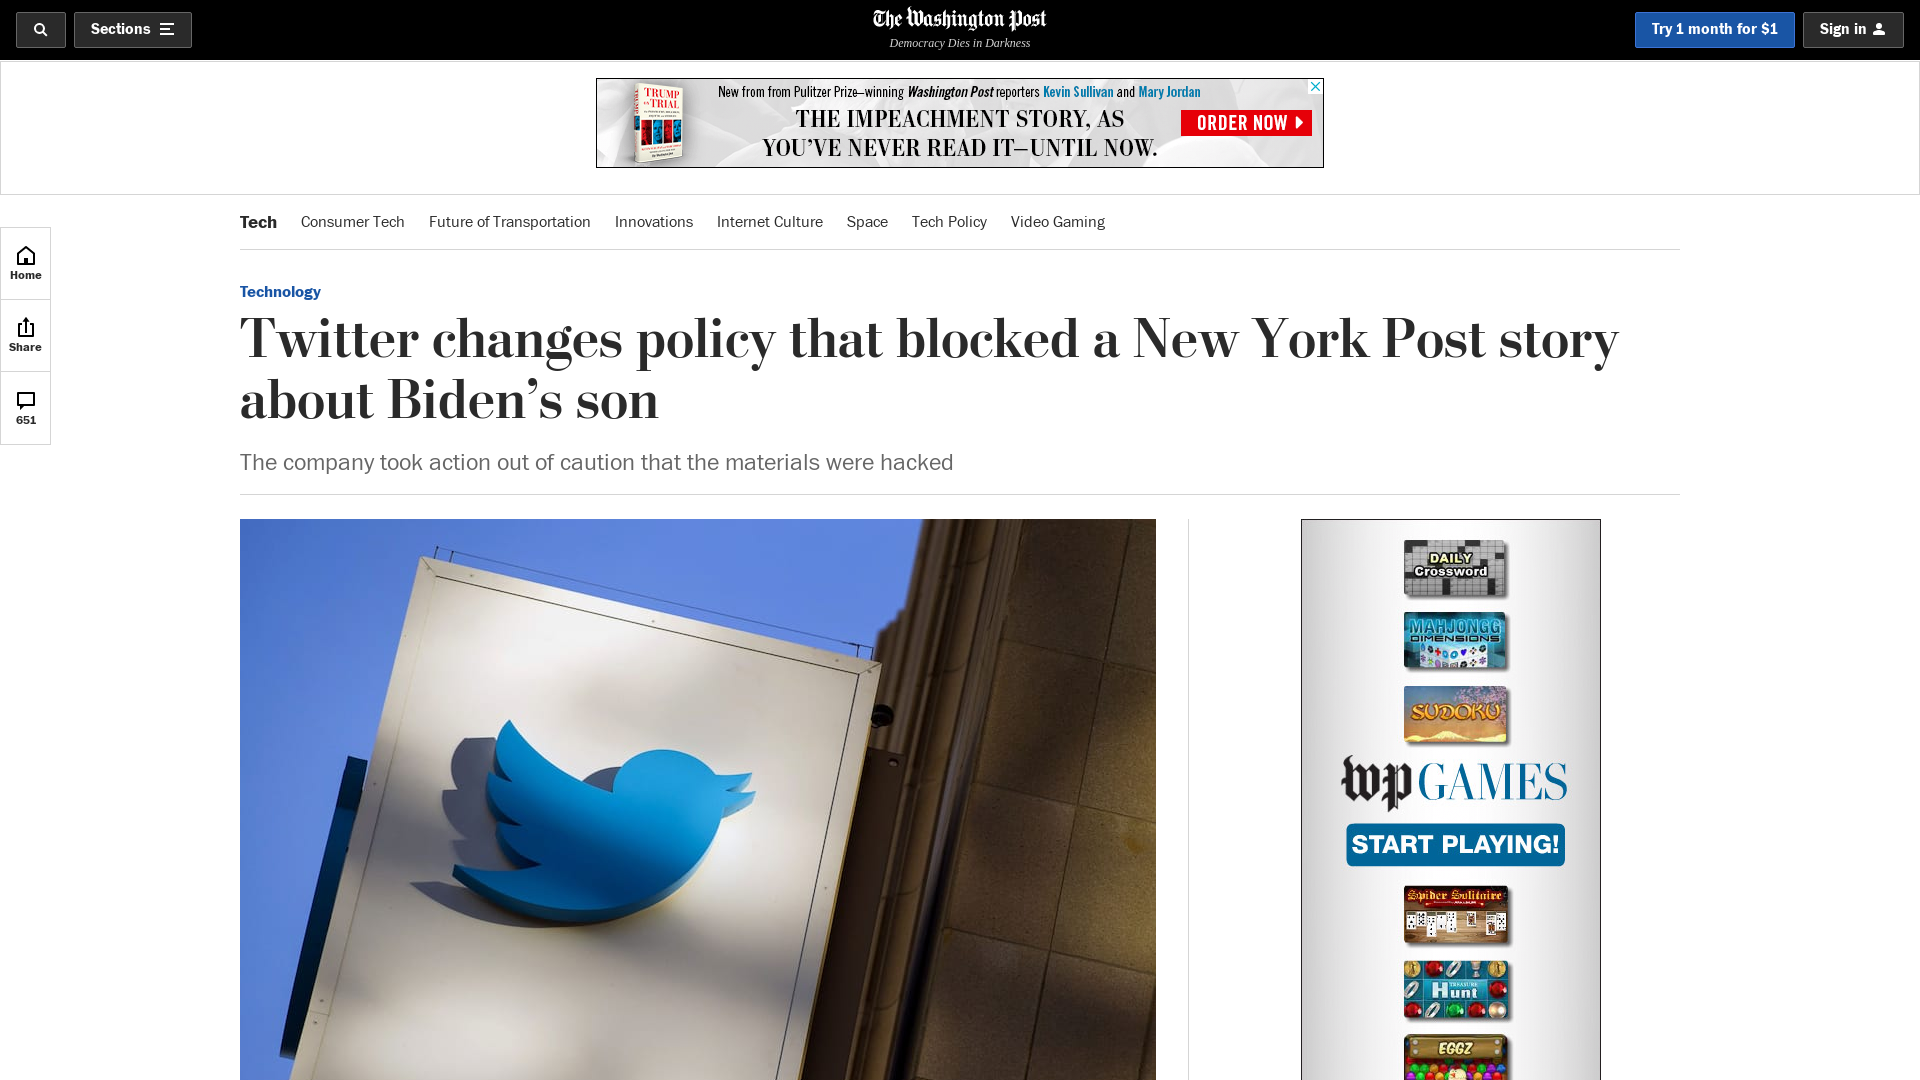 Sections
The Washington Post
Democracy Dies in Darkness
Try 1 month for $1
Sign in
TRUMP
ON TRIAL
New from from Pulitzer Prize–winning Washington Post reporters Kevin Sullivan and Mary Jordan
THE IMPEACHMENT STORY, AS
YOU'VE NEVER READ IT—UNTIL NOW.
ORDER NOW
Tech
Consumer Tech
Future of Transportation
Innovations
Internet Culture
Space
Tech Policy
Video Gaming
Home
Share
651
Technology
Twitter changes policy that blocked a New York Post story
about Biden’s son
The company took action out of caution that the materials were hacked
DAILY
Crossword
MAHJONGG
DIMENSIONS
SUDOKU
wp GAMES
START PLAYING!
Spider Solitaire
TREASURE
Hunt
EGGZ